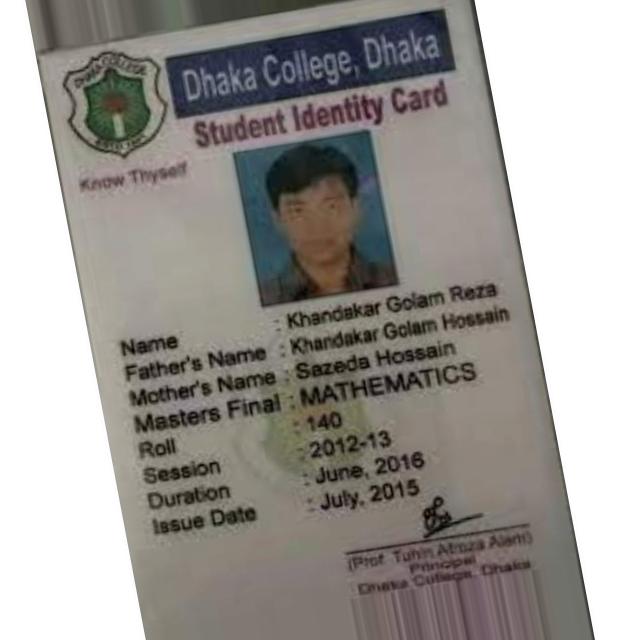 DHAKA COLLEGE
Dhaka College, Dhaka
Student Identity Card
Know Thyself
Name : Khandakar Golam Reza
Father's Name : Khandakar Golam Hossain
Mother's Name : Sazeda Hossain
Masters Final : MATHEMATICS
Roll : 140
Session : 2012-13
Duration : June, 2016
Issue Date : July, 2015
(Prof. Tuhin Afroza Alam)
Principal
Dhaka College, Dhaka